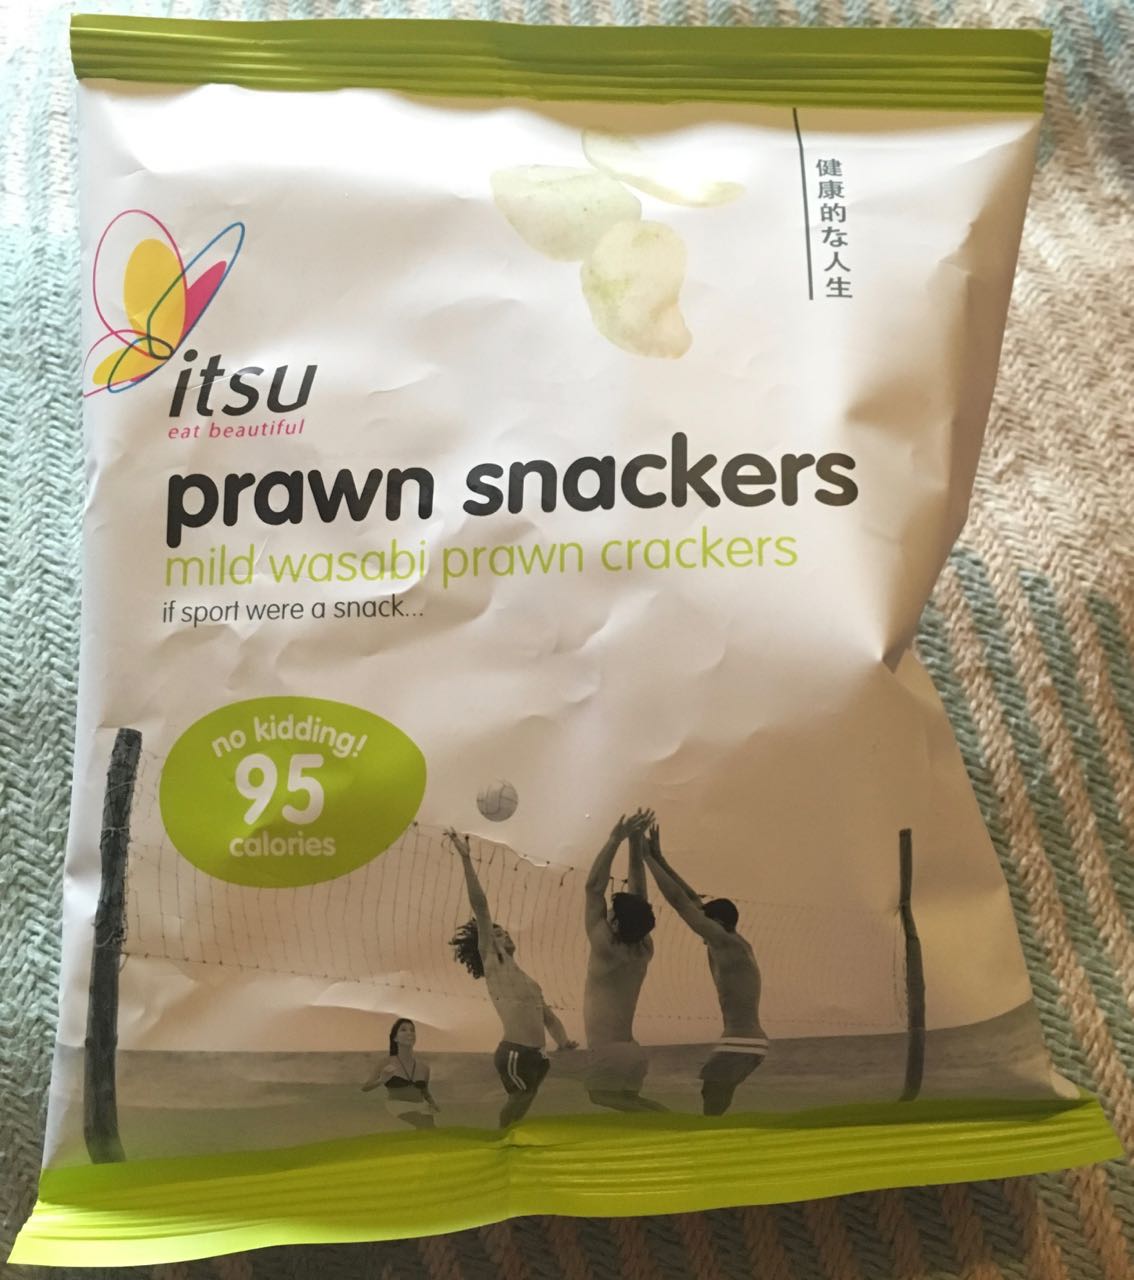 健康的な人生
itsu
eat beautiful
prawn snackers
mild wasabi prawn crackers
if sport were a snack...
no kidding!
95
calories